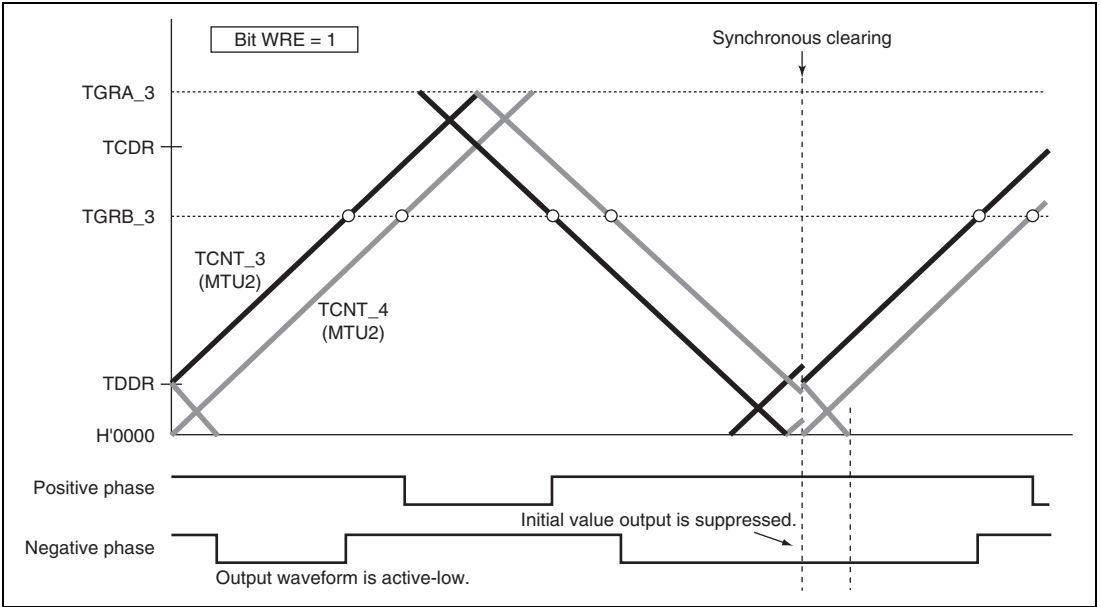 Bit WRE = 1
Synchronous clearing
TGRA_3
TCDR
TGRB_3
TCNT_3
(MTU2)
TCNT_4
(MTU2)
TDDR
H'0000
Positive phase
Initial value output is suppressed.
Negative phase
Output waveform is active-low.